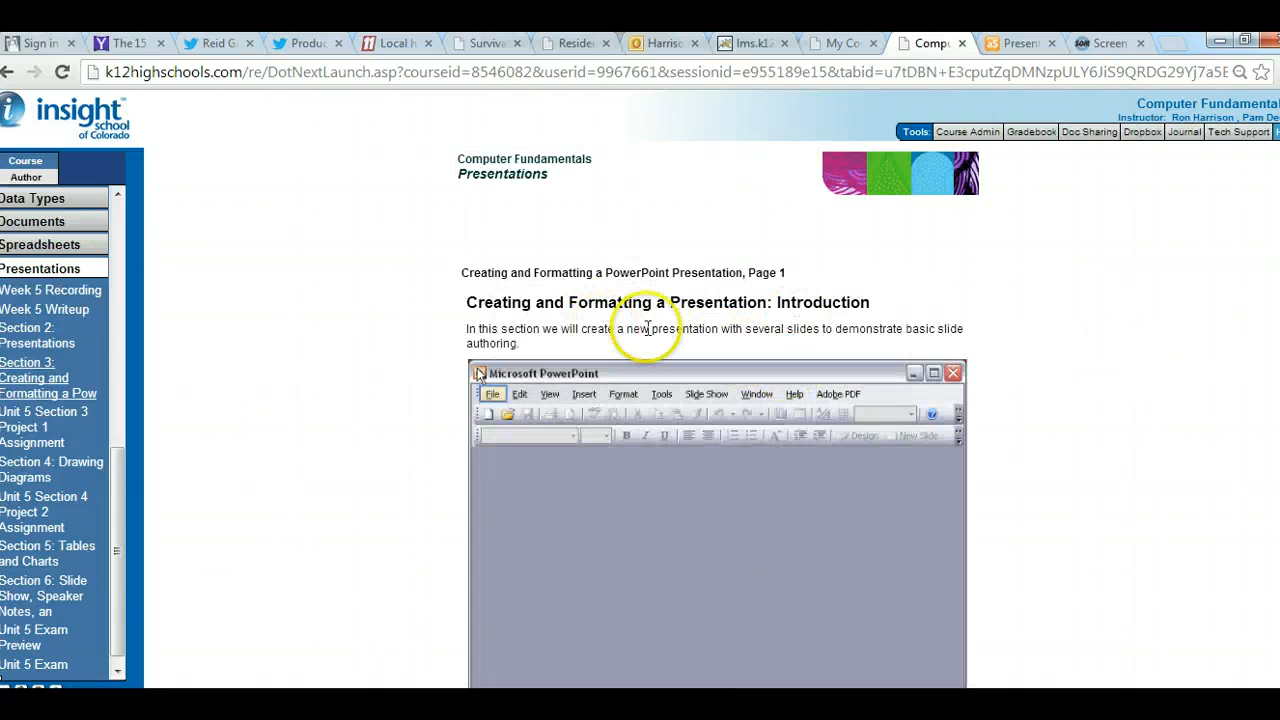 Sign in
The 15
Reid G
Produc
Local h
Surviva
Reside
Harriso
lms.k12
My Co
Compu
Present
Screen
k12highschools.com/re/DotNextLaunch.asp?courseid=8546082&userid=9967661&sessionid=e955189e15&tabid=u7tDBN+E3cputZqDMNzpULY6JiS9QRDG29Yj7a5E
insight
school
of Colorado
Computer Fundamental
Instructor: Ron Harrison , Pam De
Tools: Course Admin Gradebook Doc Sharing Dropbox Journal Tech Support H
Course
Author
Data Types
Documents
Spreadsheets
Presentations
Week 5 Recording
Week 5 Writeup
Section 2:
Presentations
Section 3:
Creating and
Formatting a Pow
Unit 5 Section 3
Project 1
Assignment
Section 4: Drawing
Diagrams
Unit 5 Section 4
Project 2
Assignment
Section 5: Tables
and Charts
Section 6: Slide
Show, Speaker
Notes, an
Unit 5 Exam
Preview
Unit 5 Exam
Computer Fundamentals
Presentations
Creating and Formatting a PowerPoint Presentation, Page 1
Creating and Formatting a Presentation: Introduction
In this section we will create a new presentation with several slides to demonstrate basic slide
authoring.
Microsoft PowerPoint
File Edit View Insert Format Tools Slide Show Window Help Adobe PDF
B I U Design New Slide